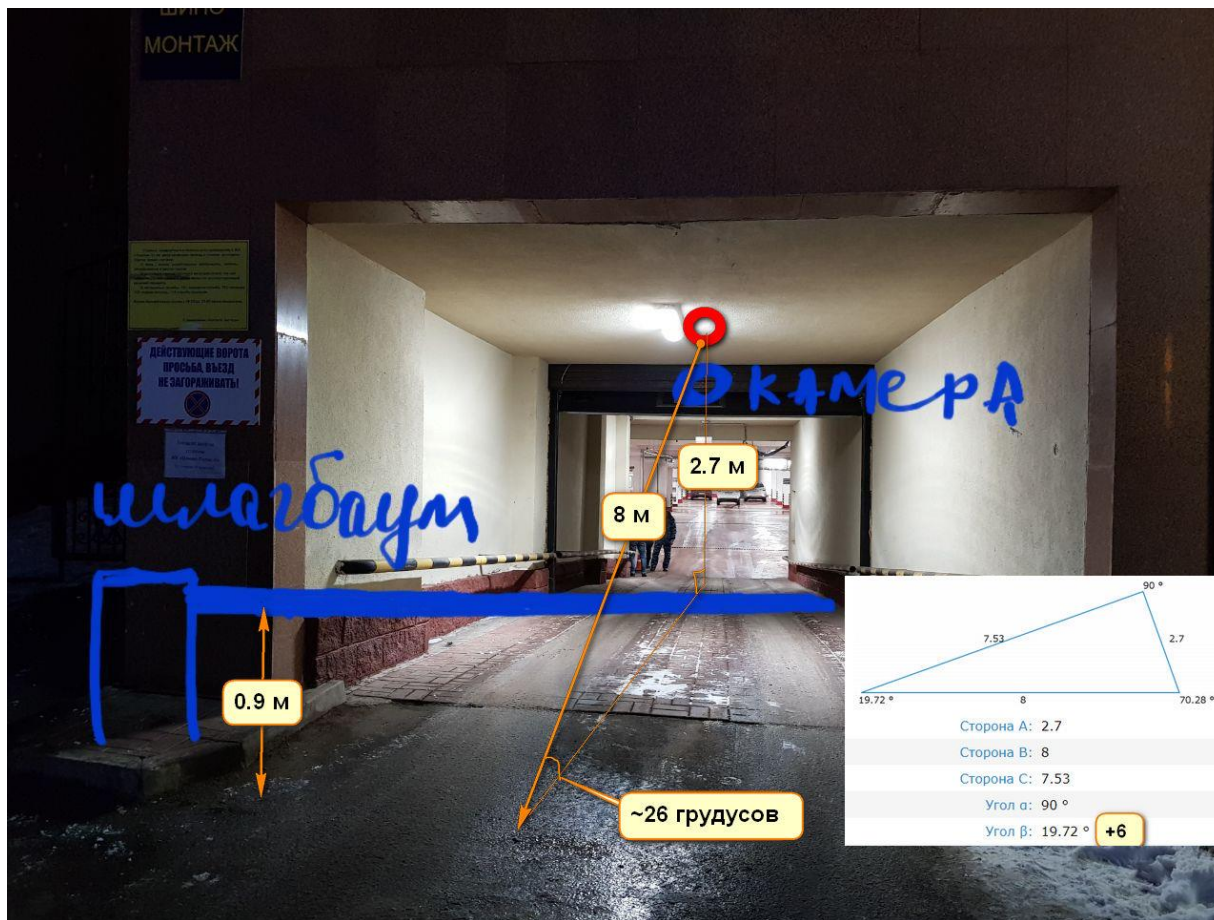 ШИНО
МОНТАЖ
ДЕЙСТВУЮЩИЕ ВОРОТА
ПРОСЬБА, ВЪЕЗД
НЕ ЗАГОРАЖИВАТЬ!
камера
2.7 м
8 м
шлагбаум
0.9 м
~26 грудусов
90 °
7.53
2.7
19.72 °
8
70.28 °
Сторона A: 2.7
Сторона B: 8
Сторона C: 7.53
Угол α: 90 °
Угол β: 19.72 ° +6